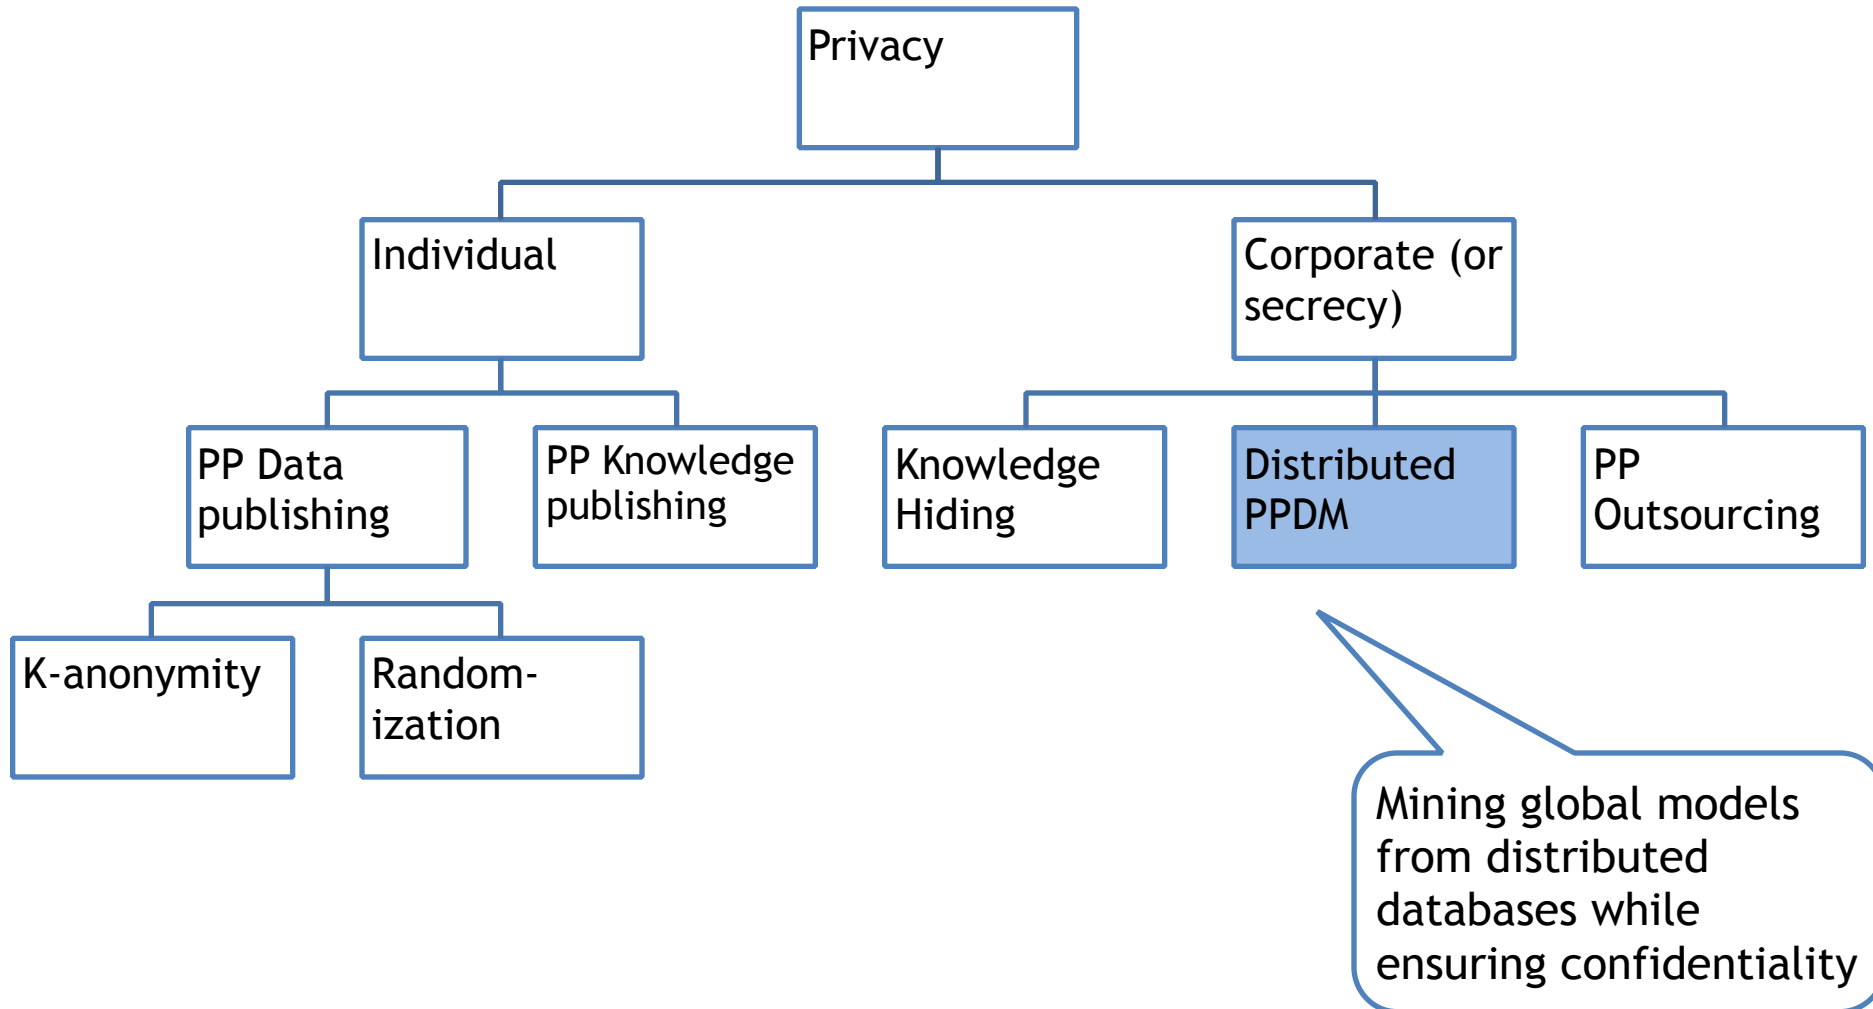 Privacy
Individual
Corporate (or
secrecy)
PP Data
publishing
PP Knowledge
publishing
Knowledge
Hiding
Distributed
PPDM
PP
Outsourcing
K-anonymity
Random-
ization
Mining global models
from distributed
databases while
ensuring confidentiality